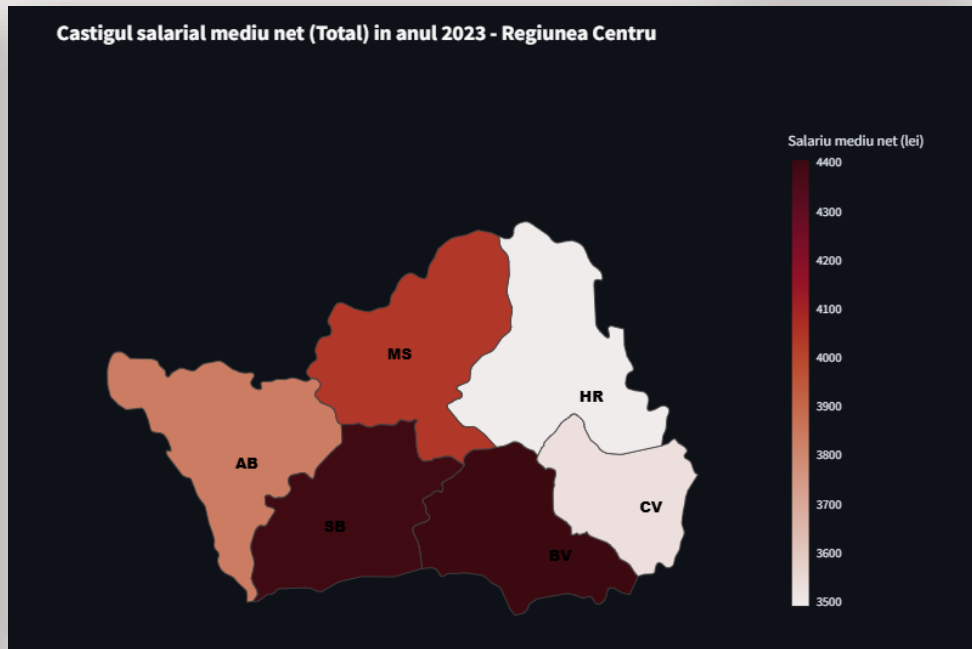 Castigul salarial mediu net (Total) in anul 2023 - Regiunea Centru
Salariu mediu net (lei)
4400
4300
4200
4100
4000
3900
3800
3700
3600
3500
MS
HR
AB
CV
SB
BV